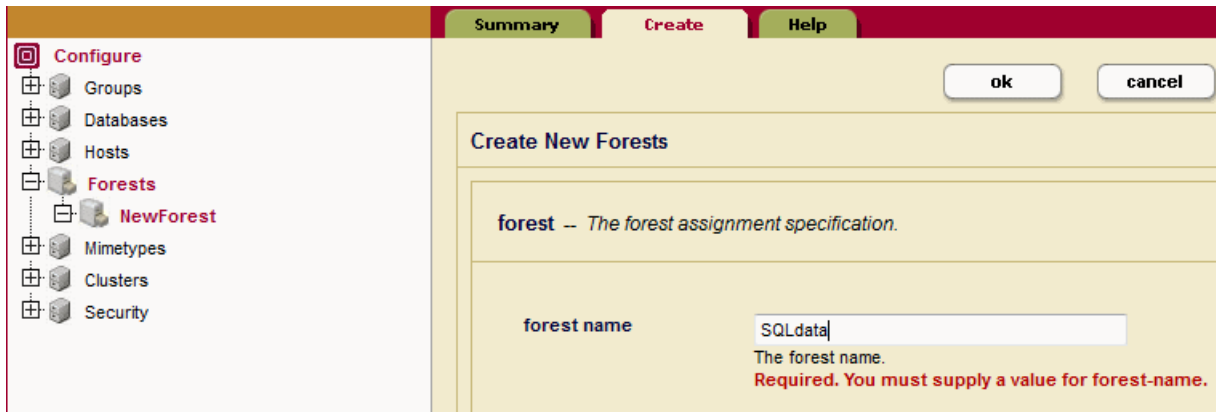 Summary
Create
Help
Configure
Groups
Databases
Hosts
Forests
NewForest
Mimetypes
Clusters
Security
ok
cancel
Create New Forests
forest -- The forest assignment specification.
forest name
SQLdata
The forest name.
Required. You must supply a value for forest-name.